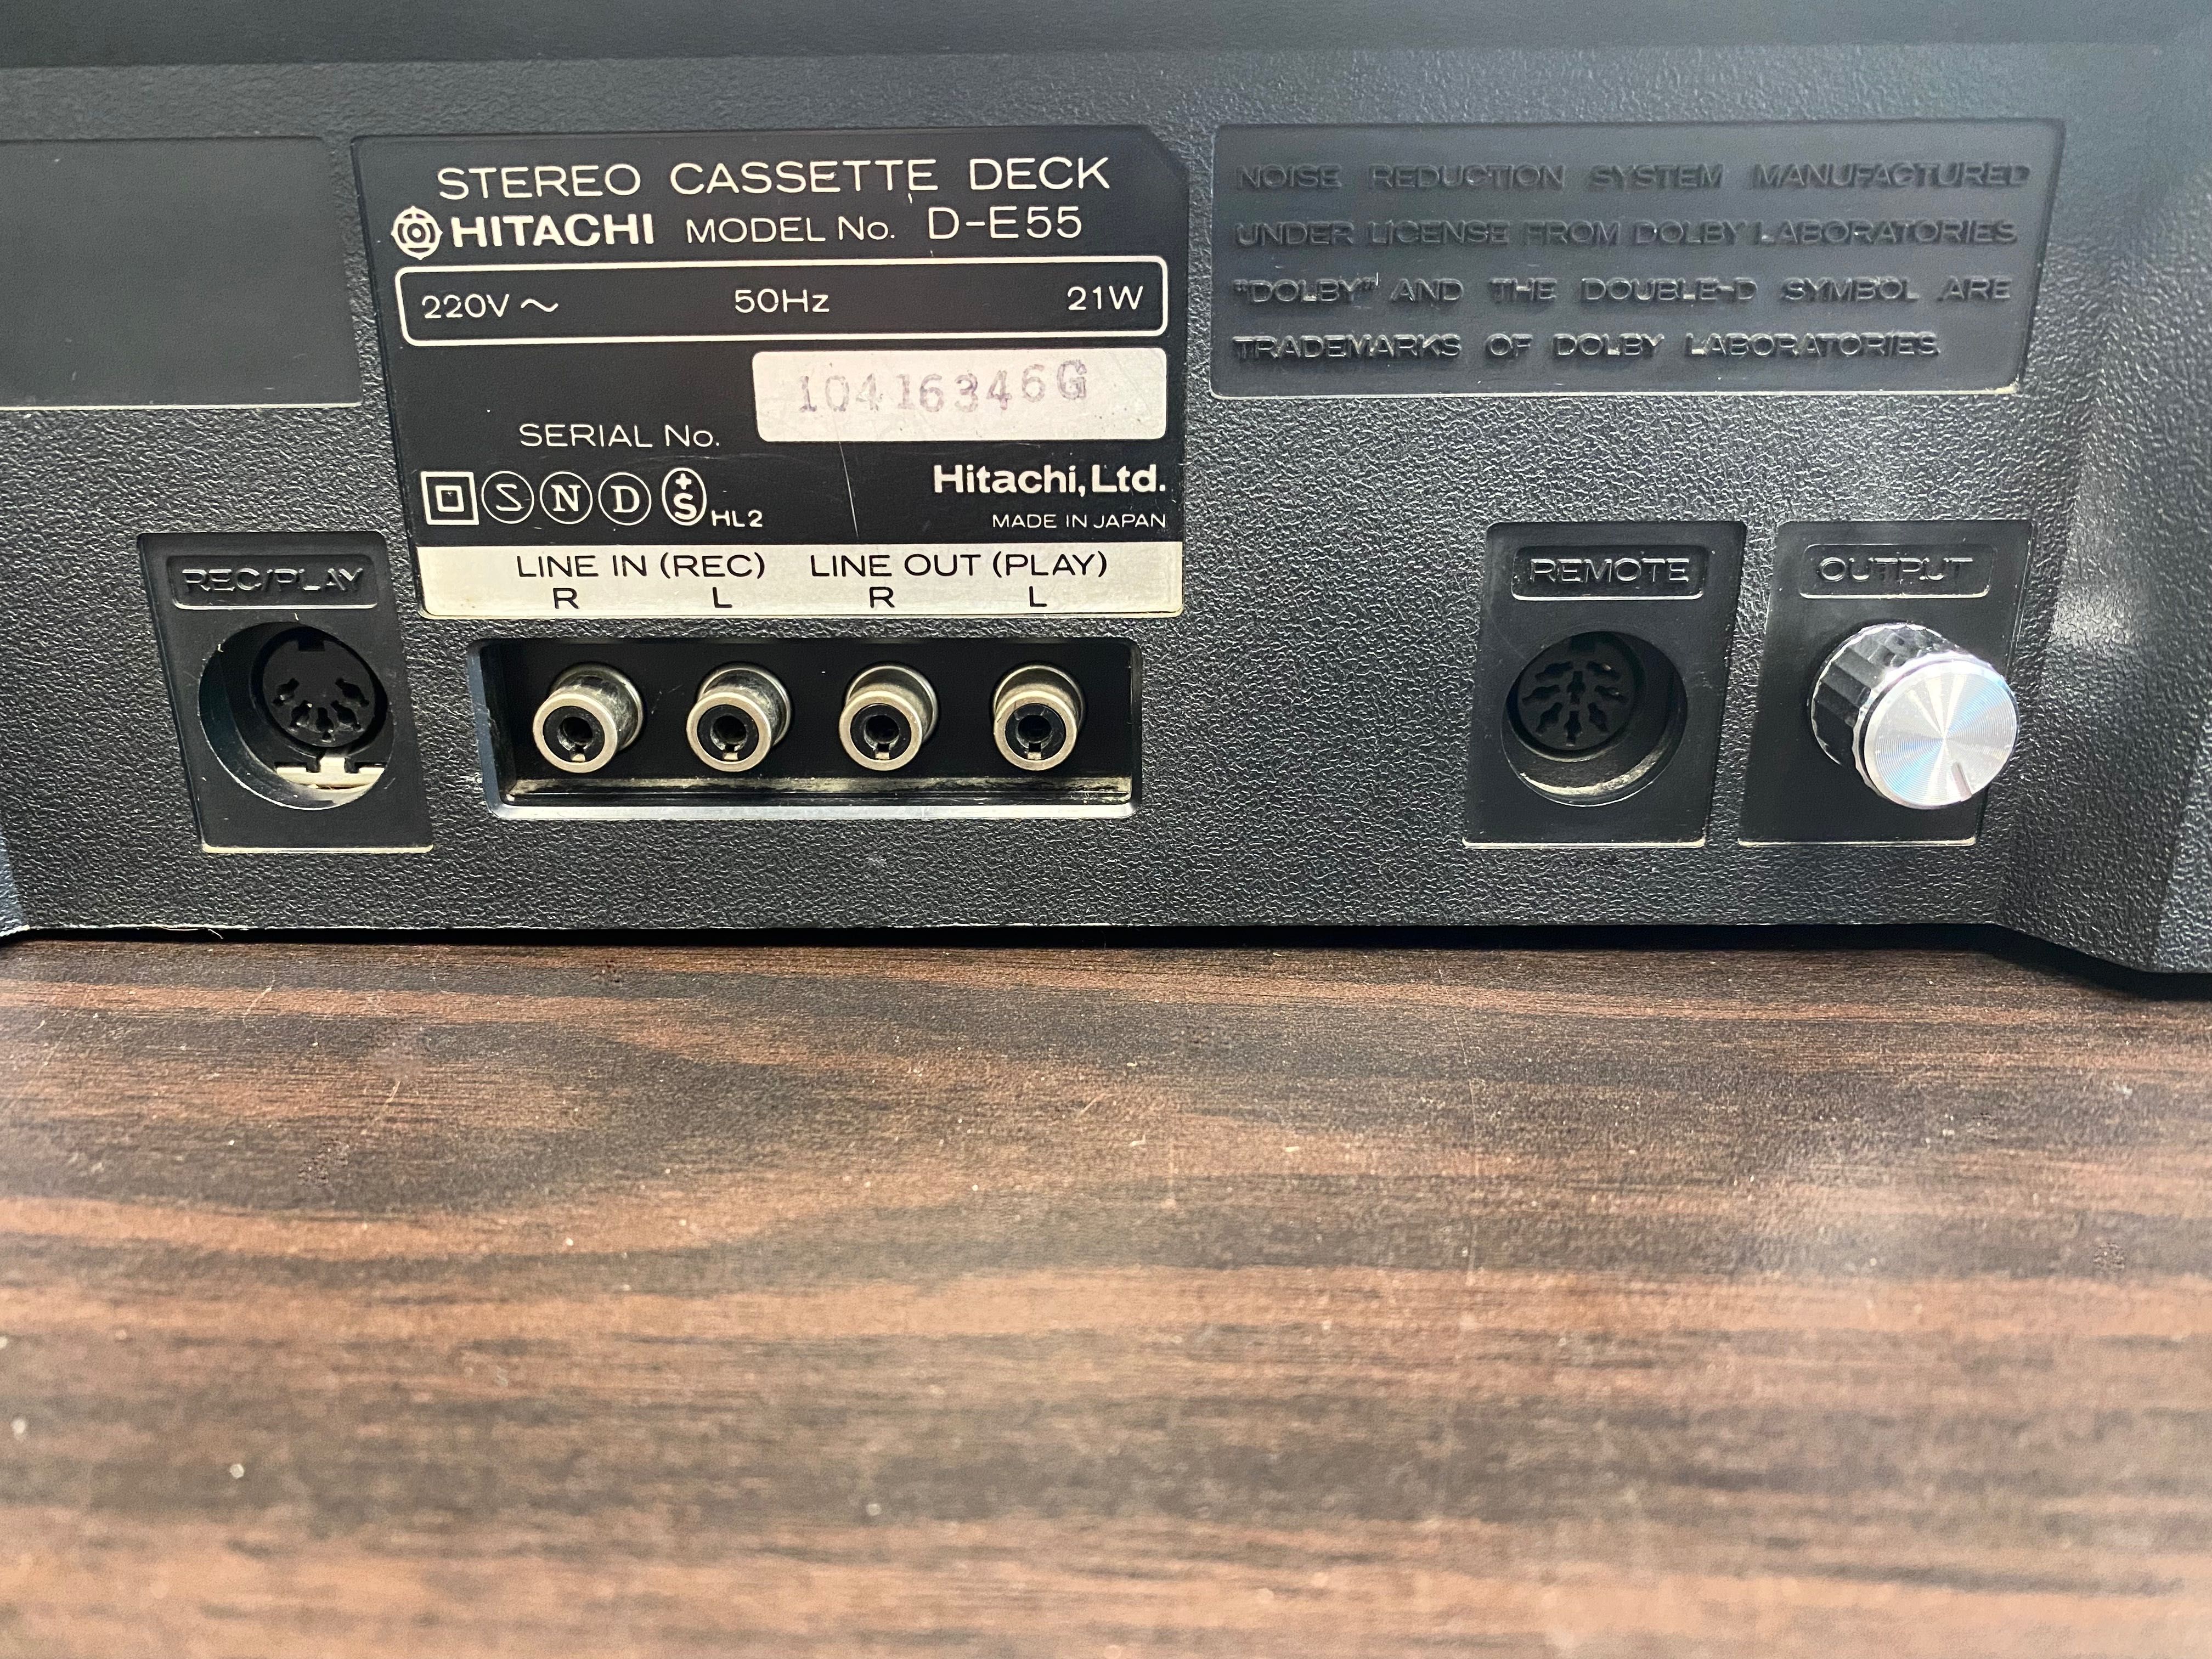 STEREO CASSETTE DECK
HITACHI MODEL No. D-E55
220V ~ 50Hz 21W
10416346G
SERIAL No.
S N D +S HL2
Hitachi, Ltd.
MADE IN JAPAN
LINE IN (REC) LINE OUT (PLAY)
R L R L
NOISE REDUCTION SYSTEM MANUFACTURED
UNDER LICENSE FROM DOLBY LABORATORIES
"DOLBY" AND THE DOUBLE-D SYMBOL ARE
TRADEMARKS OF DOLBY LABORATORIES
REC/PLAY
REMOTE
OUTPUT